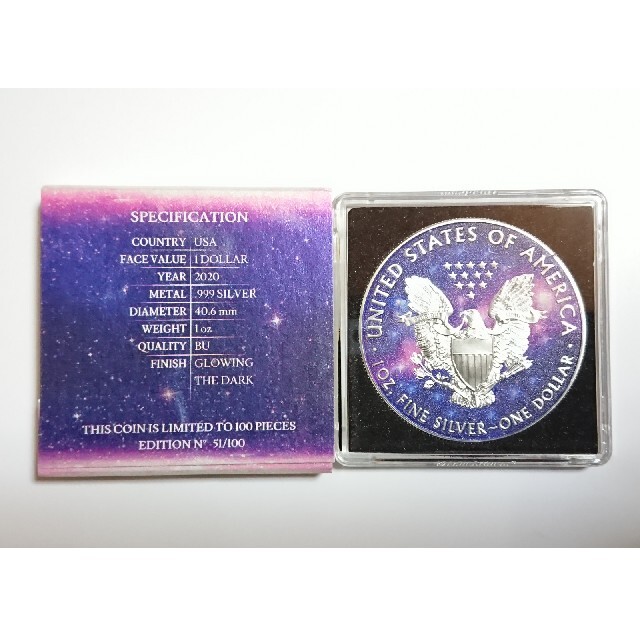 SPECIFICATION
COUNTRY USA
FACE VALUE 1 DOLLAR
YEAR 2020
METAL .999 SILVER
DIAMETER 40.6 mm
WEIGHT 1 oz
QUALITY BU
FINISH GLOWING
THE DARK
THIS COIN IS LIMITED TO 100 PIECES
EDITION N° 51/100
UNITED STATES OF AMERICA
1 OZ. FINE SILVER~ONE DOLLAR